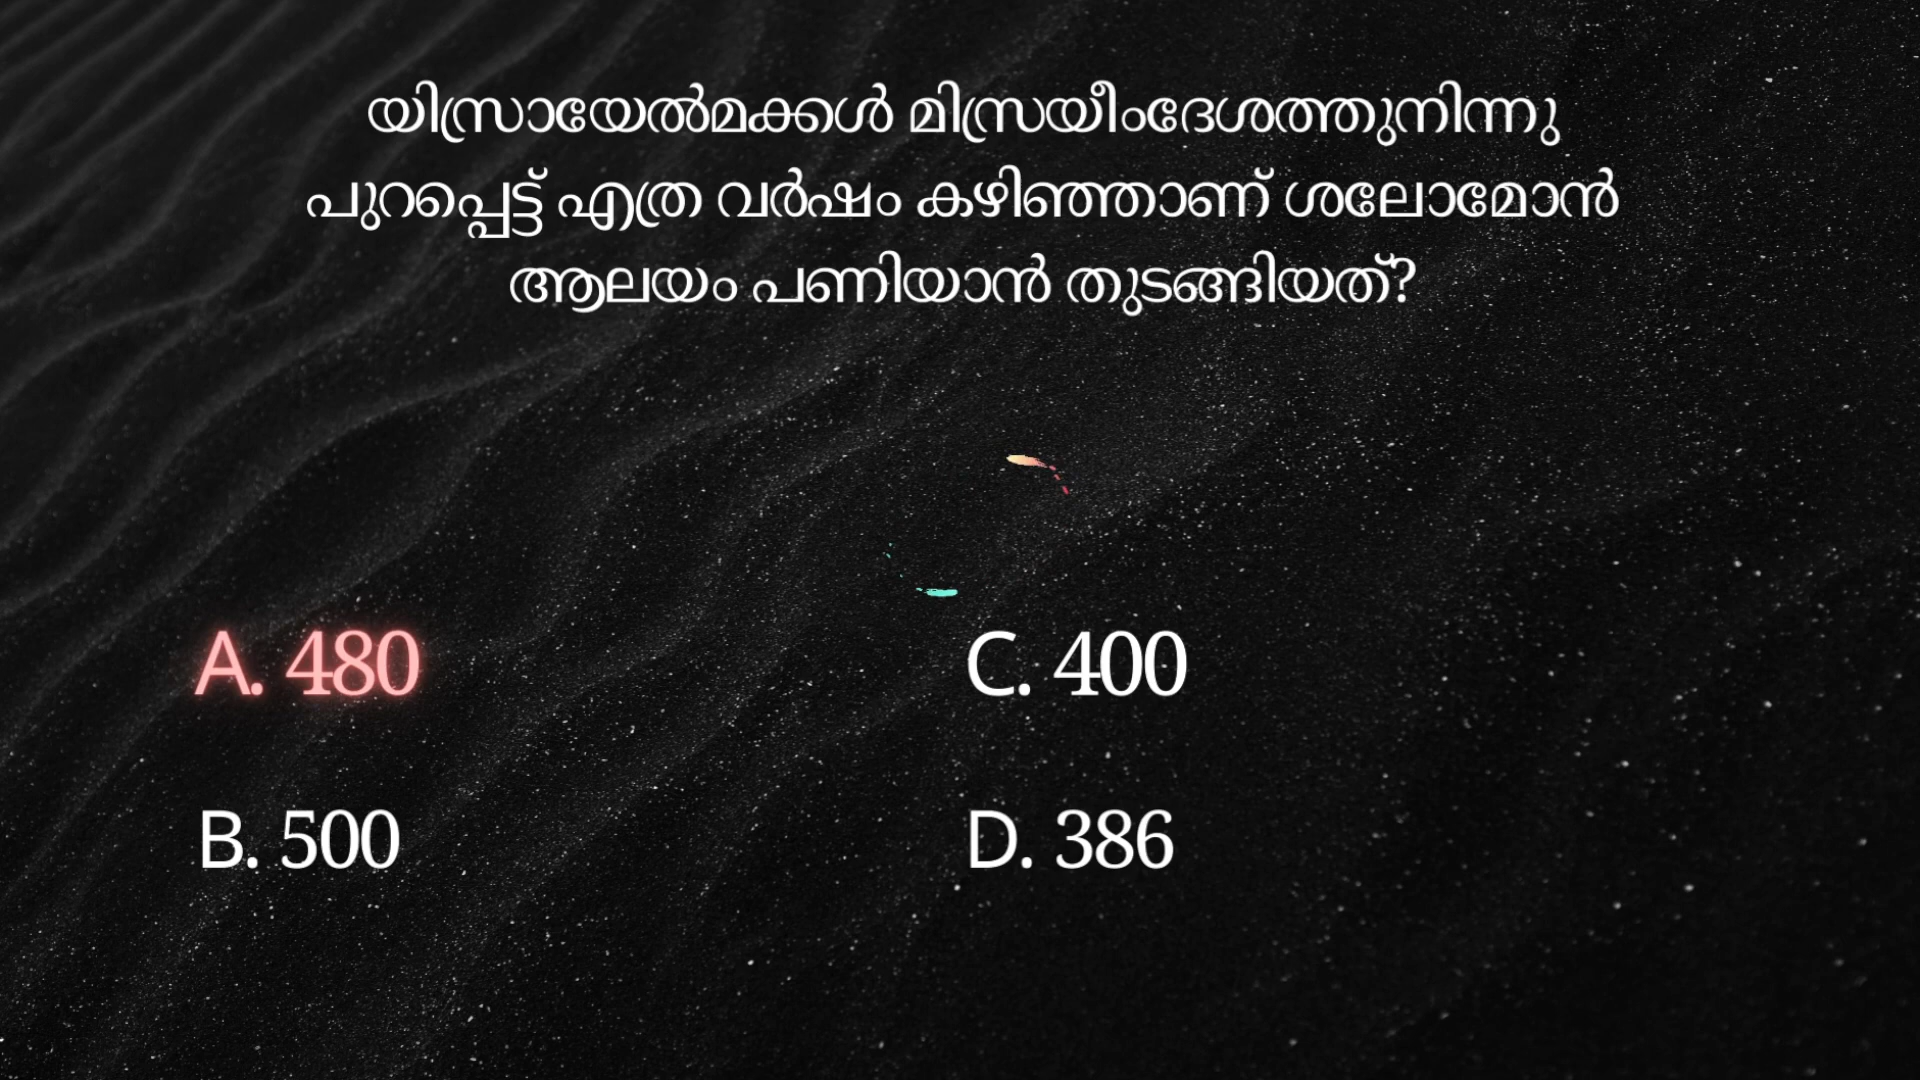 യിസ്രായേൽമക്കൾ മിസ്രയീംദേശത്തുനിന്നു
പുറപ്പെട്ട് എത്ര വർഷം കഴിഞ്ഞാണ് ശലോമോൻ
ആലയം പണിയാൻ തുടങ്ങിയത്?
A. 480
C. 400
B. 500
D. 386